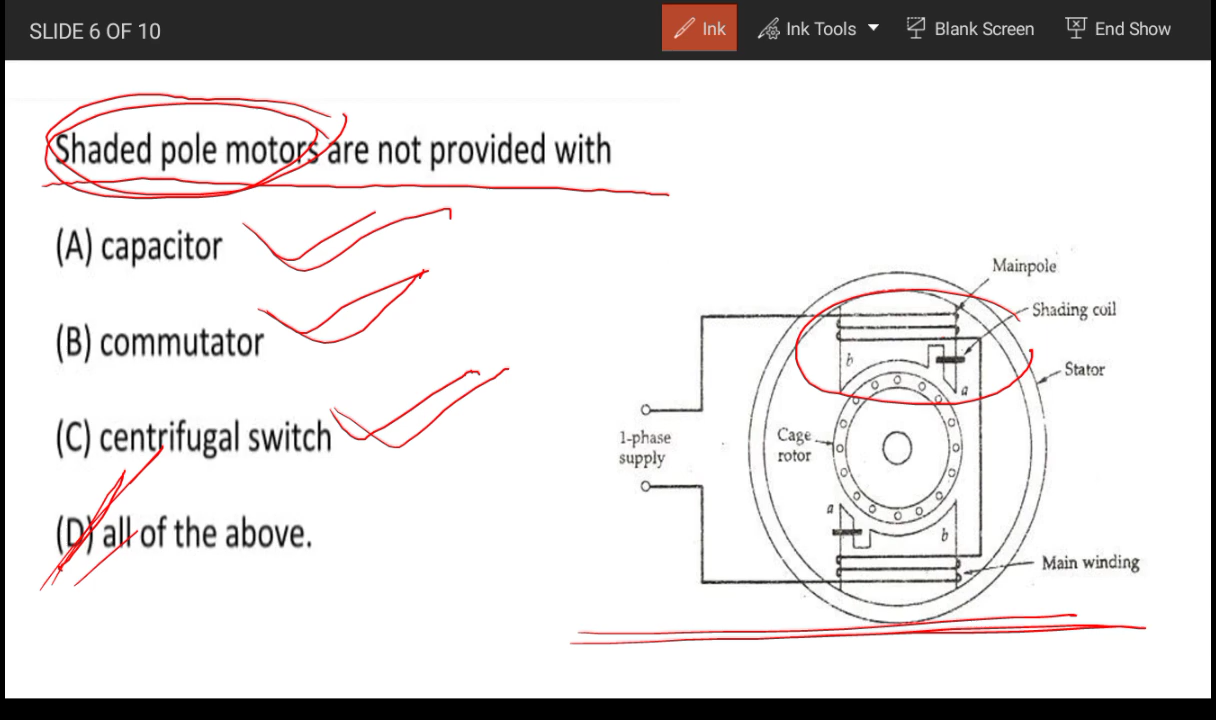 SLIDE 6 OF 10
Ink
Ink Tools
Blank Screen
End Show
Shaded pole motors are not provided with
(A) capacitor
(B) commutator
(C) centrifugal switch
(D) all of the above.
Mainpole
Shading coil
Stator
b
a
1-phase
supply
Cage
rotor
a
b
Main winding